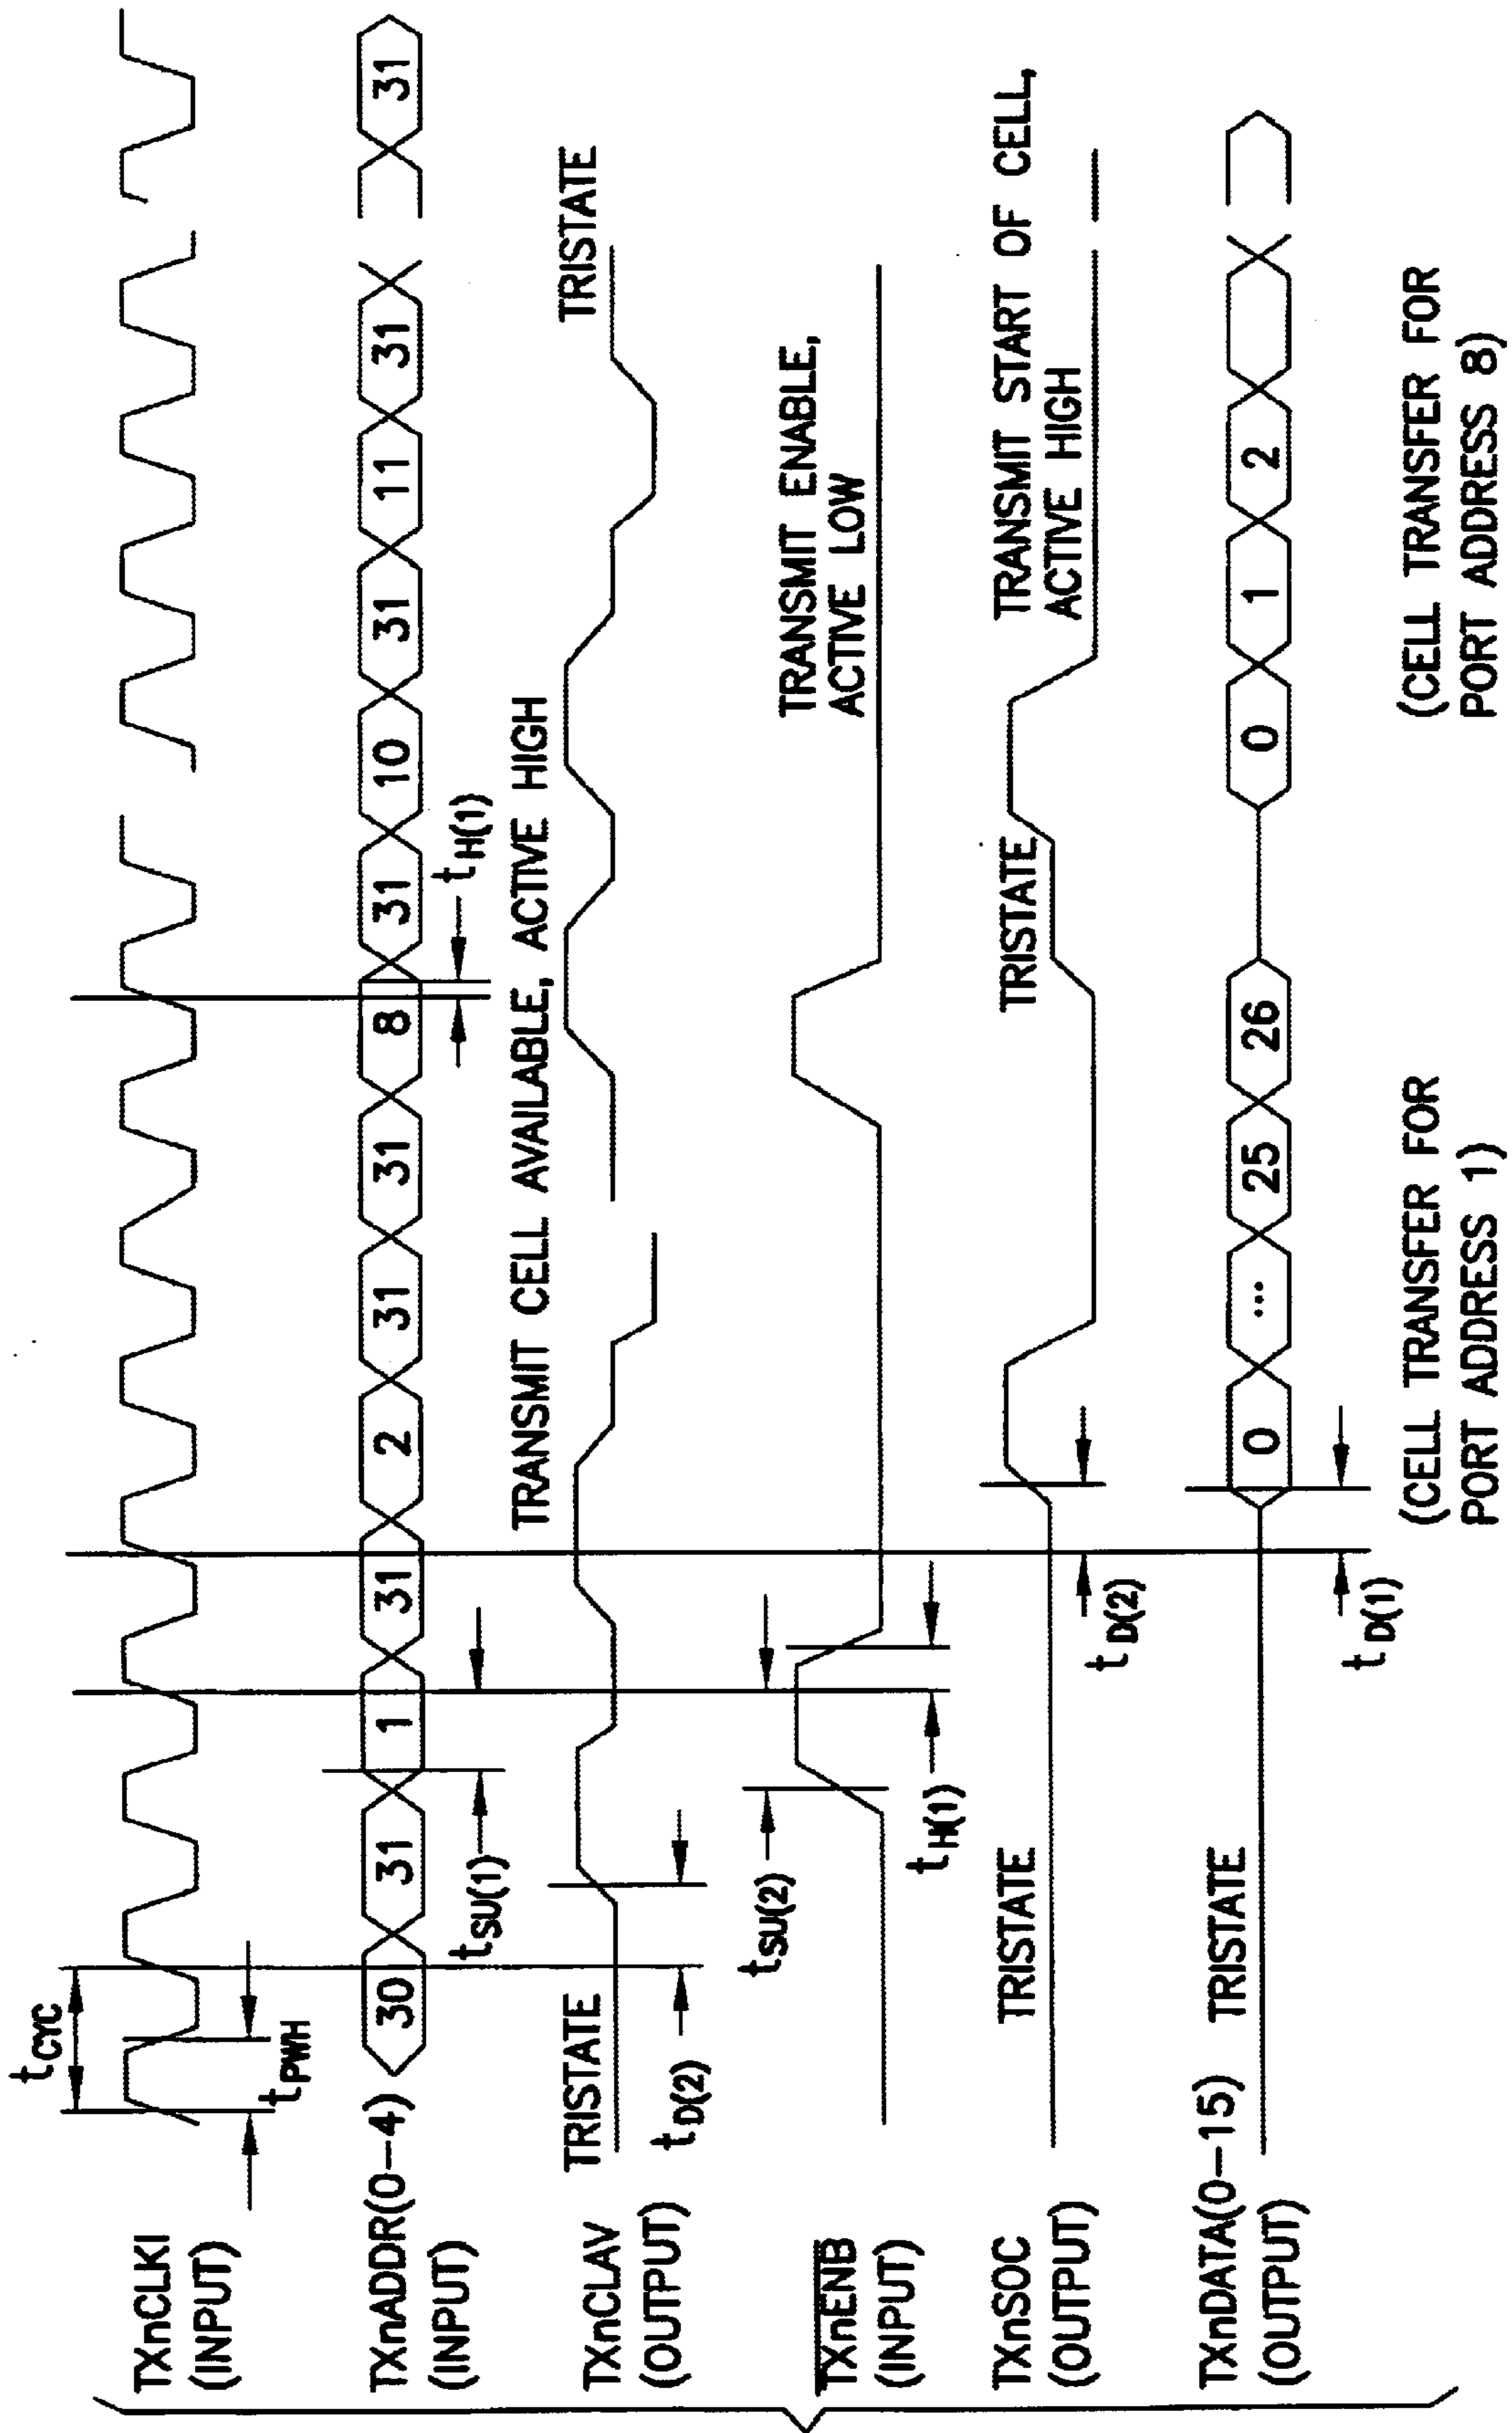 TXnCLKI
(INPUT)
tCYC
tPWH
TXnADDR(0–4)
(INPUT)
30
31
1
31
2
31
31
8
31
10
31
11
31
31
tSU(1)
tH(1)
TXnCLAV
(OUTPUT)
TRISTATE
tD(2)
TRANSMIT CELL AVAILABLE, ACTIVE HIGH
TRISTATE
TXnENB
(INPUT)
tSU(2)
tH(1)
TRANSMIT ENABLE,
ACTIVE LOW
TXnSOC
(OUTPUT)
TRISTATE
tD(2)
TRISTATE
TRANSMIT START OF CELL,
ACTIVE HIGH
TXnDATA(0–15)
(OUTPUT)
TRISTATE
tD(1)
0
...
25
26
0
1
2
(CELL TRANSFER FOR
PORT ADDRESS 1)
(CELL TRANSFER FOR
PORT ADDRESS 8)